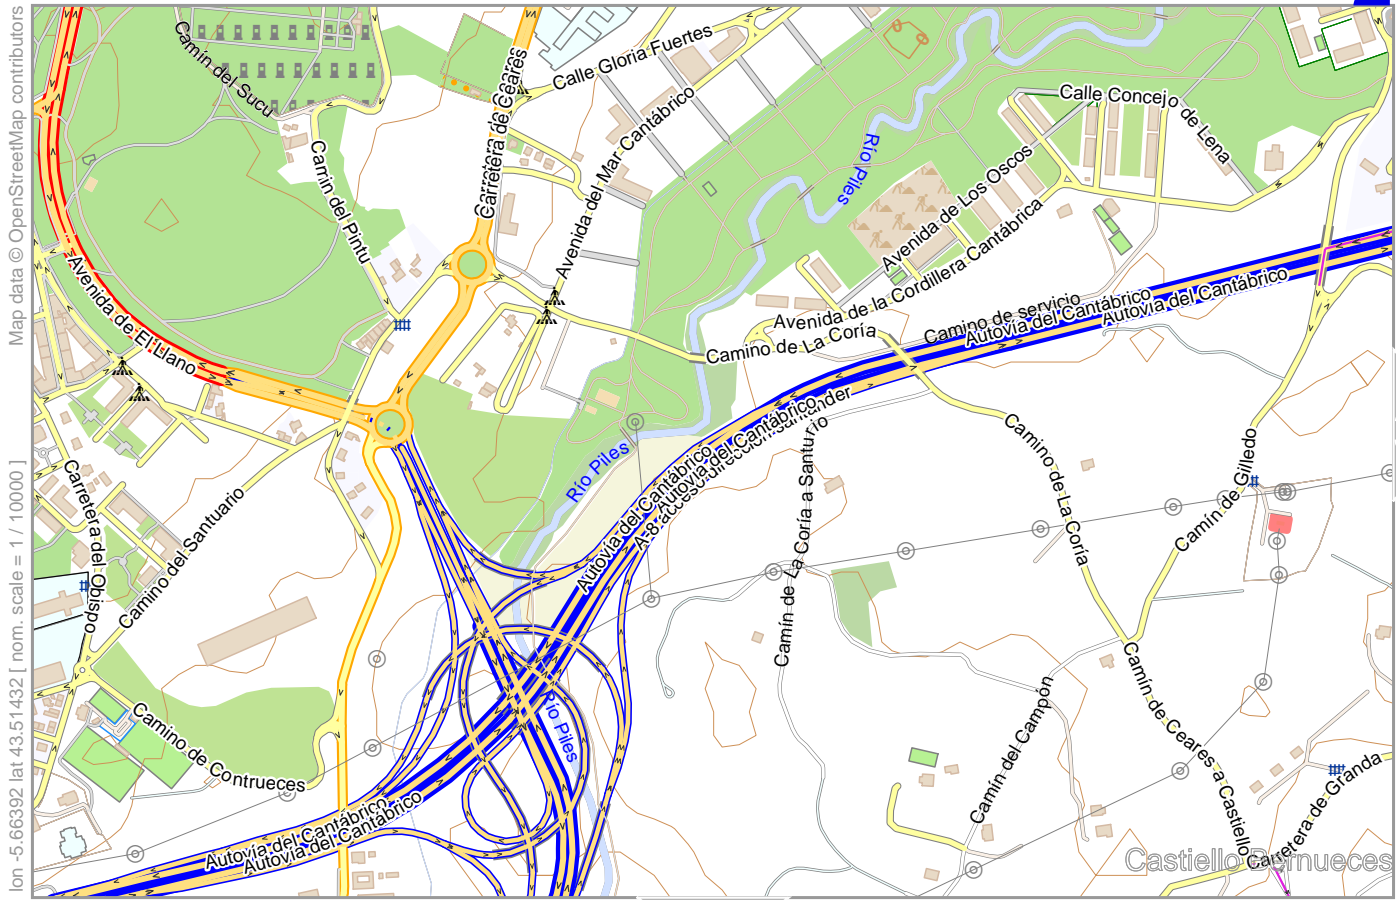 Map data © OpenStreetMap contributors
lon -5.66392 lat 43.51432 [ nom. scale = 1 / 10000 ]
Camín del Sucu
Carretera de Ceares
Carretera de Ceares
Calle Gloria Fuertes
Avenida del Mar Cantábrico
Camín del Pintu
Río Piles
Calle Concejo de Lena
Avenida de Los Oscos
Avenida de la Cordillera Cantábrica
Avenida de El Llano
Camino de La Coría
Camino de servicio
Autovía del Cantábrico
Autovía del Cantábrico
Autovía del Cantábrico
Autovía del Cantábrico
A-8 acceso dirección santander
Río Piles
Camín de La Coría a Santurio
Camino de La Coría
Camín de Gilledo
Carretera del Obispo
Camino del Santuario
Camino de Contrueces
Río Piles
Camín del Campón
Camín de Ceares a Castiello
Carretera de Granda
Castiello Bernueces
Autovía del Cantábrico
Autovía del Cantábrico